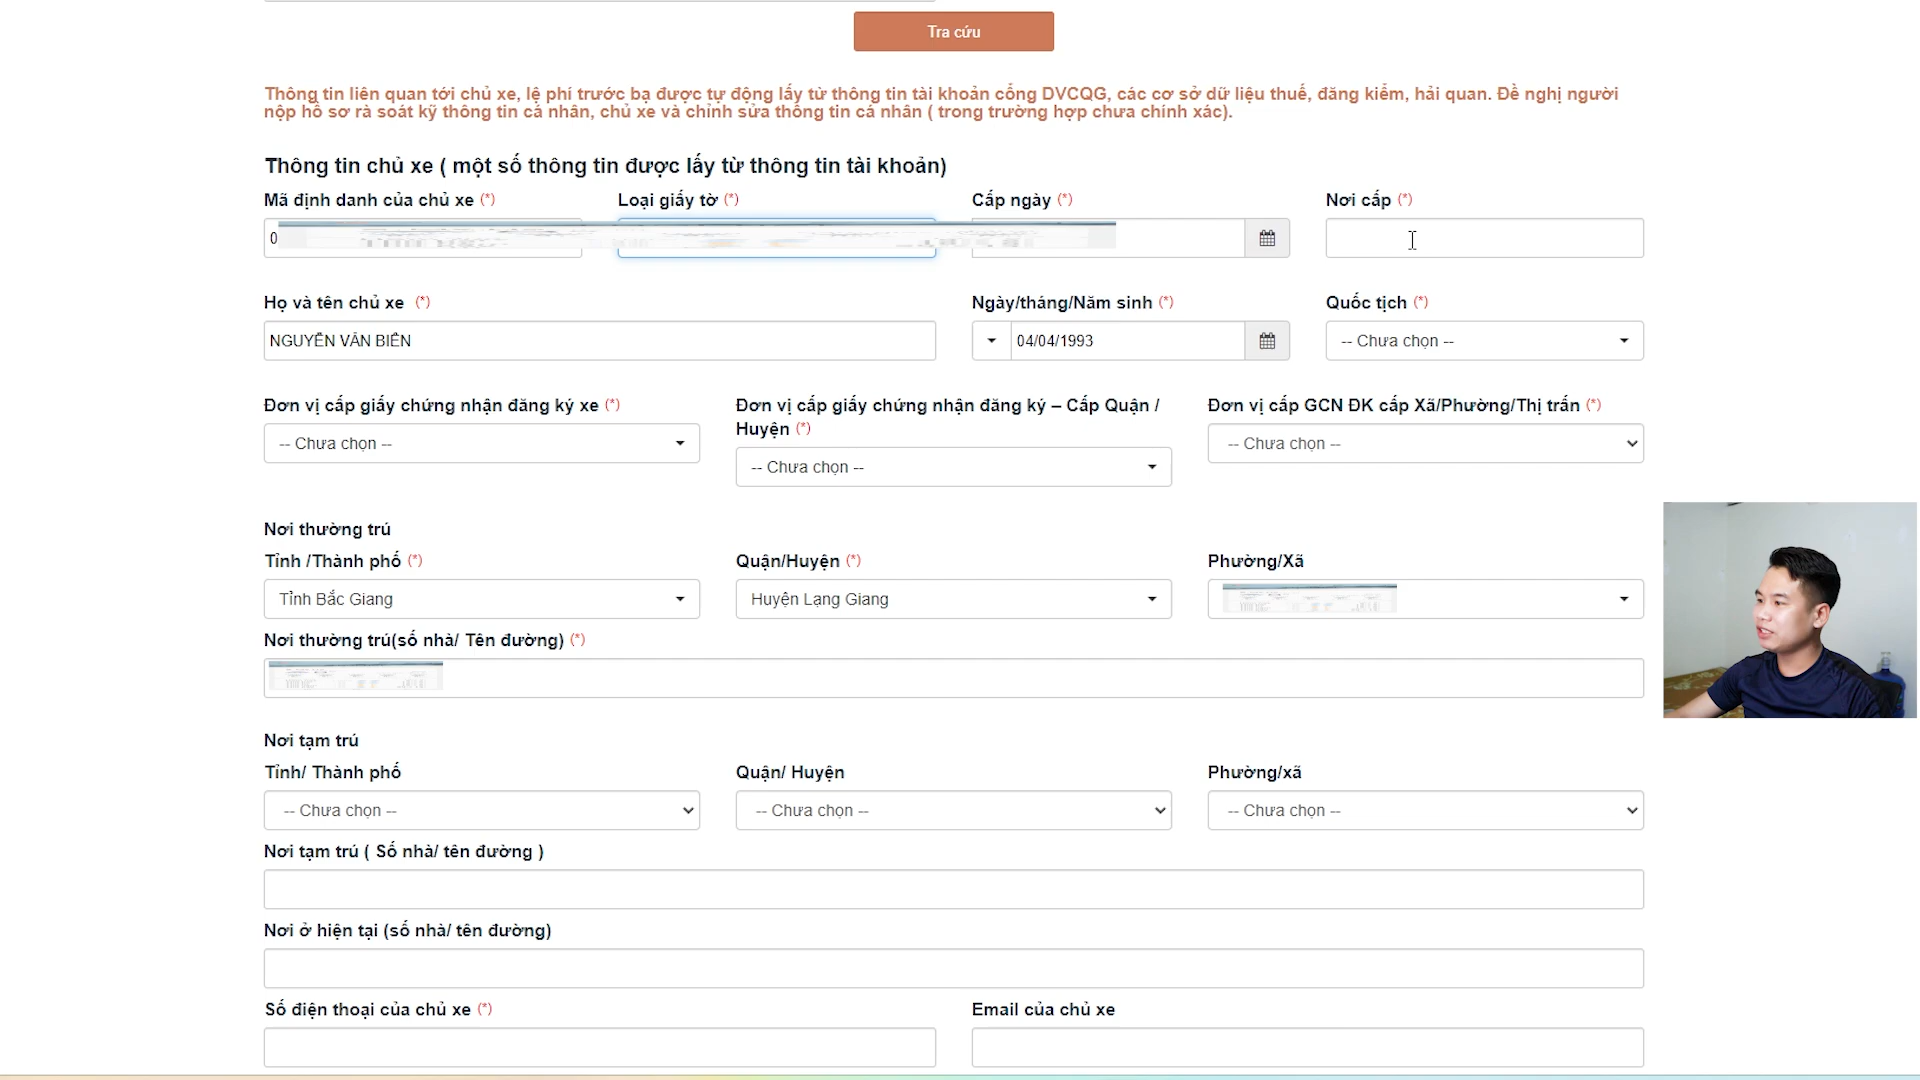 Tra cứu
Thông tin liên quan tới chủ xe, lệ phí trước bạ được tự động lấy từ thông tin tài khoản cổng DVCQG, các cơ sở dữ liệu thuế, đăng kiểm, hải quan. Đề nghị người
nộp hồ sơ rà soát kỹ thông tin cá nhân, chủ xe và chỉnh sửa thông tin cá nhân ( trong trường hợp chưa chính xác).
Thông tin chủ xe ( một số thông tin được lấy từ thông tin tài khoản)
Mã định danh của chủ xe (*) Loại giấy tờ (*) Cấp ngày (*) Nơi cấp (*)
0
Họ và tên chủ xe (*) Ngày/tháng/Năm sinh (*) Quốc tịch (*)
NGUYỄN VĂN BIÊN 04/04/1993 -- Chưa chọn --
Đơn vị cấp giấy chứng nhận đăng ký xe (*) Đơn vị cấp giấy chứng nhận đăng ký – Cấp Quận / Đơn vị cấp GCN ĐK cấp Xã/Phường/Thị trấn (*)
Huyện (*)
-- Chưa chọn -- -- Chưa chọn -- -- Chưa chọn --
Nơi thường trú
Tỉnh /Thành phố (*) Quận/Huyện (*) Phường/Xã
Tỉnh Bắc Giang Huyện Lạng Giang
Nơi thường trú(số nhà/ Tên đường) (*)
Nơi tạm trú
Tỉnh/ Thành phố Quận/ Huyện Phường/xã
-- Chưa chọn -- -- Chưa chọn -- -- Chưa chọn --
Nơi tạm trú ( Số nhà/ tên đường )
Nơi ở hiện tại (số nhà/ tên đường)
Số điện thoại của chủ xe (*) Email của chủ xe